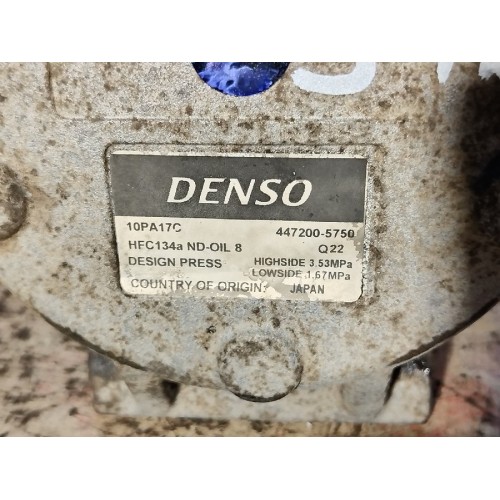 DENSO
10PA17C 447200-5750
HFC134a ND-OIL 8 Q22
DESIGN PRESS HIGHSIDE 3.53MPa
LOWSIDE 1.67MPa
COUNTRY OF ORIGIN: JAPAN